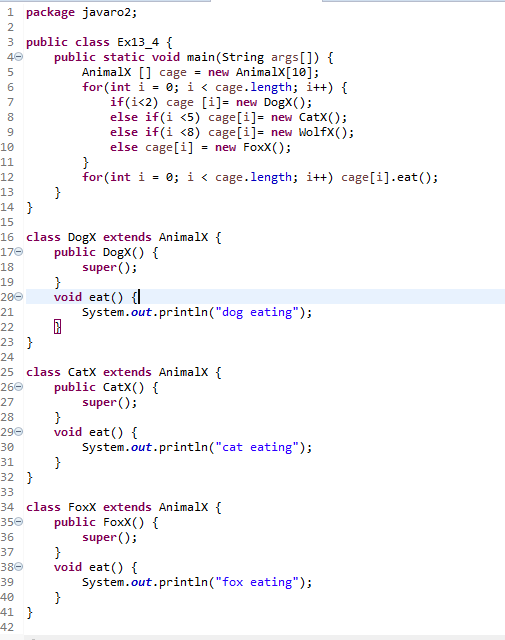 1 package javaro2;
2
3 public class Ex13_4 {
4 public static void main(String args[]) {
5 AnimalX [] cage = new AnimalX[10];
6 for(int i = 0; i < cage.length; i++) {
7 if(i<2) cage [i]= new DogX();
8 else if(i <5) cage[i]= new CatX();
9 else if(i <8) cage[i]= new WolfX();
10 else cage[i] = new FoxX();
11 }
12 for(int i = 0; i < cage.length; i++) cage[i].eat();
13 }
14 }
15
16 class DogX extends AnimalX {
17 public DogX() {
18 super();
19 }
20 void eat() {
21 System.out.println("dog eating");
22 }
23 }
24
25 class CatX extends AnimalX {
26 public CatX() {
27 super();
28 }
29 void eat() {
30 System.out.println("cat eating");
31 }
32 }
33
34 class FoxX extends AnimalX {
35 public FoxX() {
36 super();
37 }
38 void eat() {
39 System.out.println("fox eating");
40 }
41 }
42